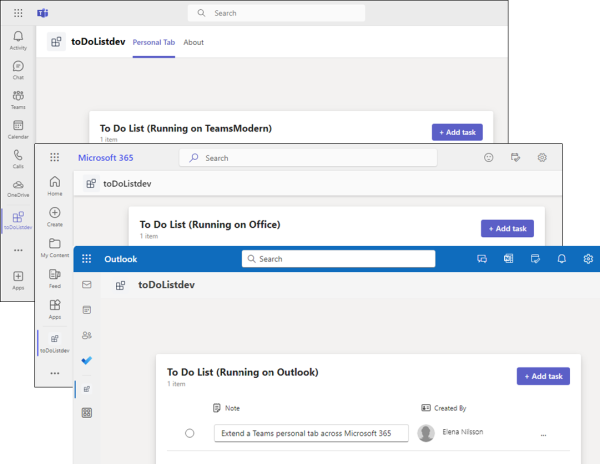 Search
Activity
Chat
Teams
Calendar
Calls
OneDrive
toDoListdev
...
Apps
toDoListdev Personal Tab About
To Do List (Running on TeamsModern)
1 item
+ Add task
Microsoft 365
Search
Home
Create
My Content
Feed
Apps
toDoListdev
...
toDoListdev
To Do List (Running on Office)
1 item
+ Add task
Outlook
Search
toDoListdev
To Do List (Running on Outlook)
1 item
+ Add task
Note Created By
Extend a Teams personal tab across Microsoft 365 Elena Nilsson ...